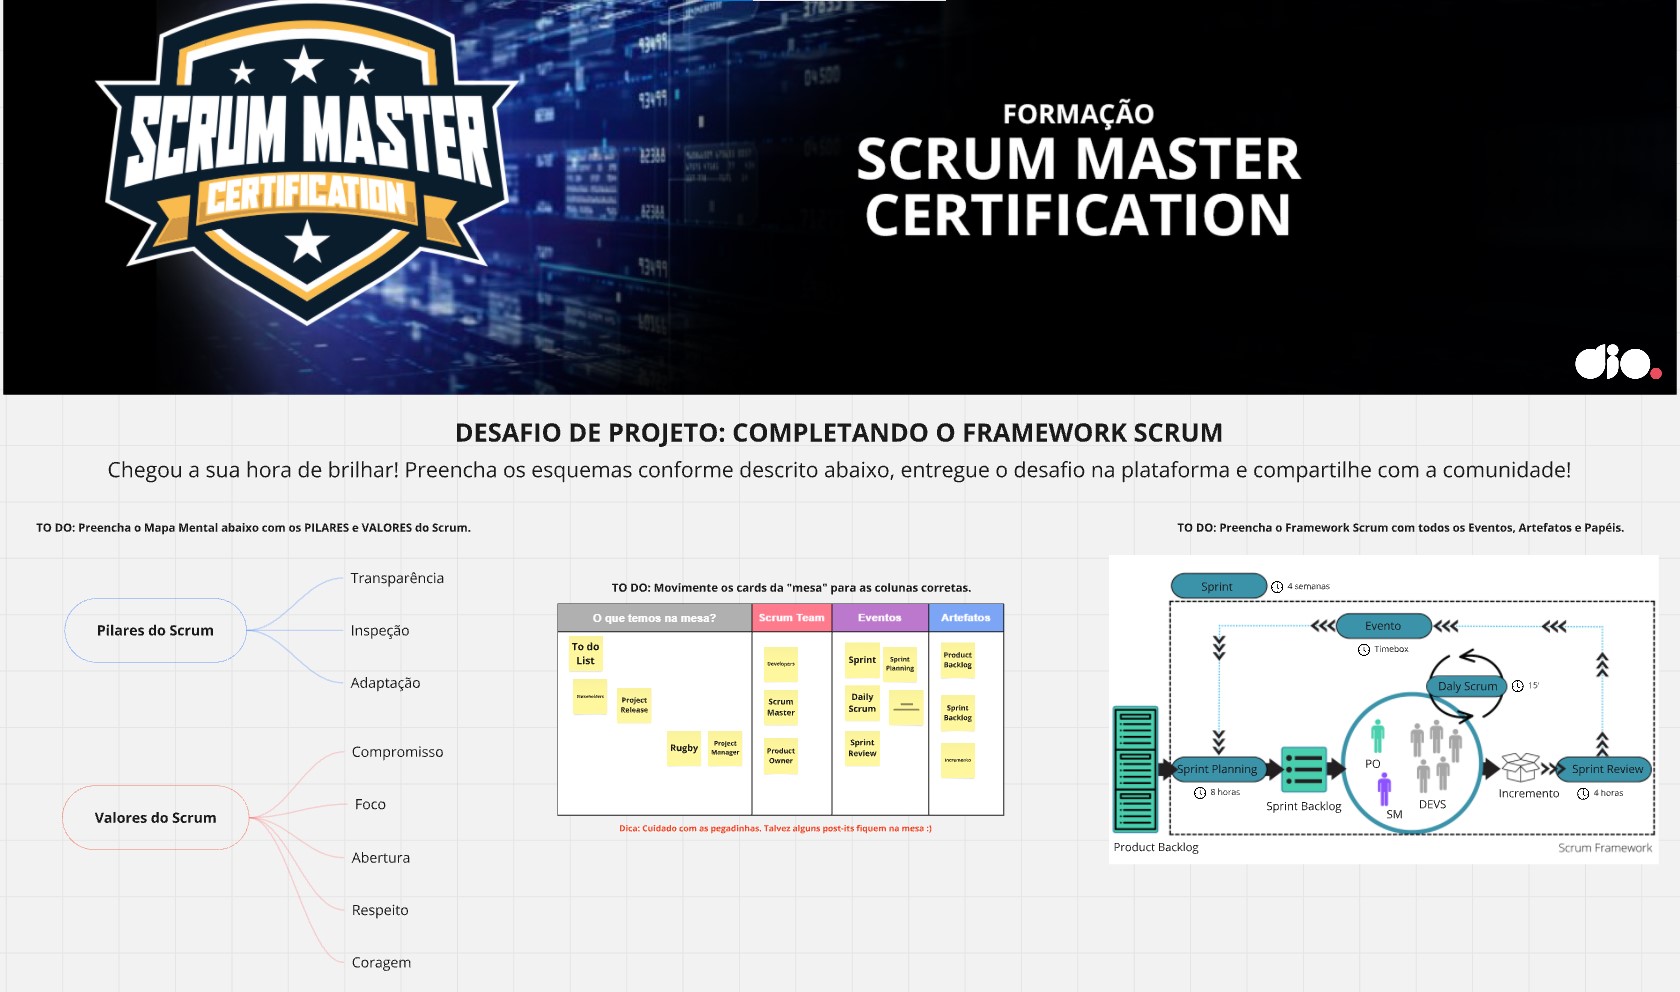 SCRUM MASTER
CERTIFICATION
FORMAÇÃO
SCRUM MASTER
CERTIFICATION
93499
93499
62388
62388
93499
04500
dio.
DESAFIO DE PROJETO: COMPLETANDO O FRAMEWORK SCRUM
Chegou a sua hora de brilhar! Preencha os esquemas conforme descrito abaixo, entregue o desafio na plataforma e compartilhe com a comunidade!
TO DO: Preencha o Mapa Mental abaixo com os PILARES e VALORES do Scrum.
Pilares do Scrum
Transparência
Inspeção
Adaptação
Valores do Scrum
Compromisso
Foco
Abertura
Respeito
Coragem
TO DO: Movimente os cards da "mesa" para as colunas corretas.
O que temos na mesa?
Scrum Team
Eventos
Artefatos
To do
List
Stakeholders
Project
Release
Rugby
Project
Manager
Developers
Scrum
Master
Product
Owner
Sprint
Sprint
Planning
Daily
Scrum
Sprint
Review
Product
Backlog
Sprint
Backlog
Incremento
Dica: Cuidado com as pegadinhas. Talvez alguns post-its fiquem na mesa :)
TO DO: Preencha o Framework Scrum com todos os Eventos, Artefatos e Papéis.
Sprint
4 semanas
Evento
Timebox
Daly Scrum
15'
PO
SM
DEVS
Sprint Planning
8 horas
Sprint Backlog
Incremento
Sprint Review
4 heras
Product Backlog
Scrum Framework